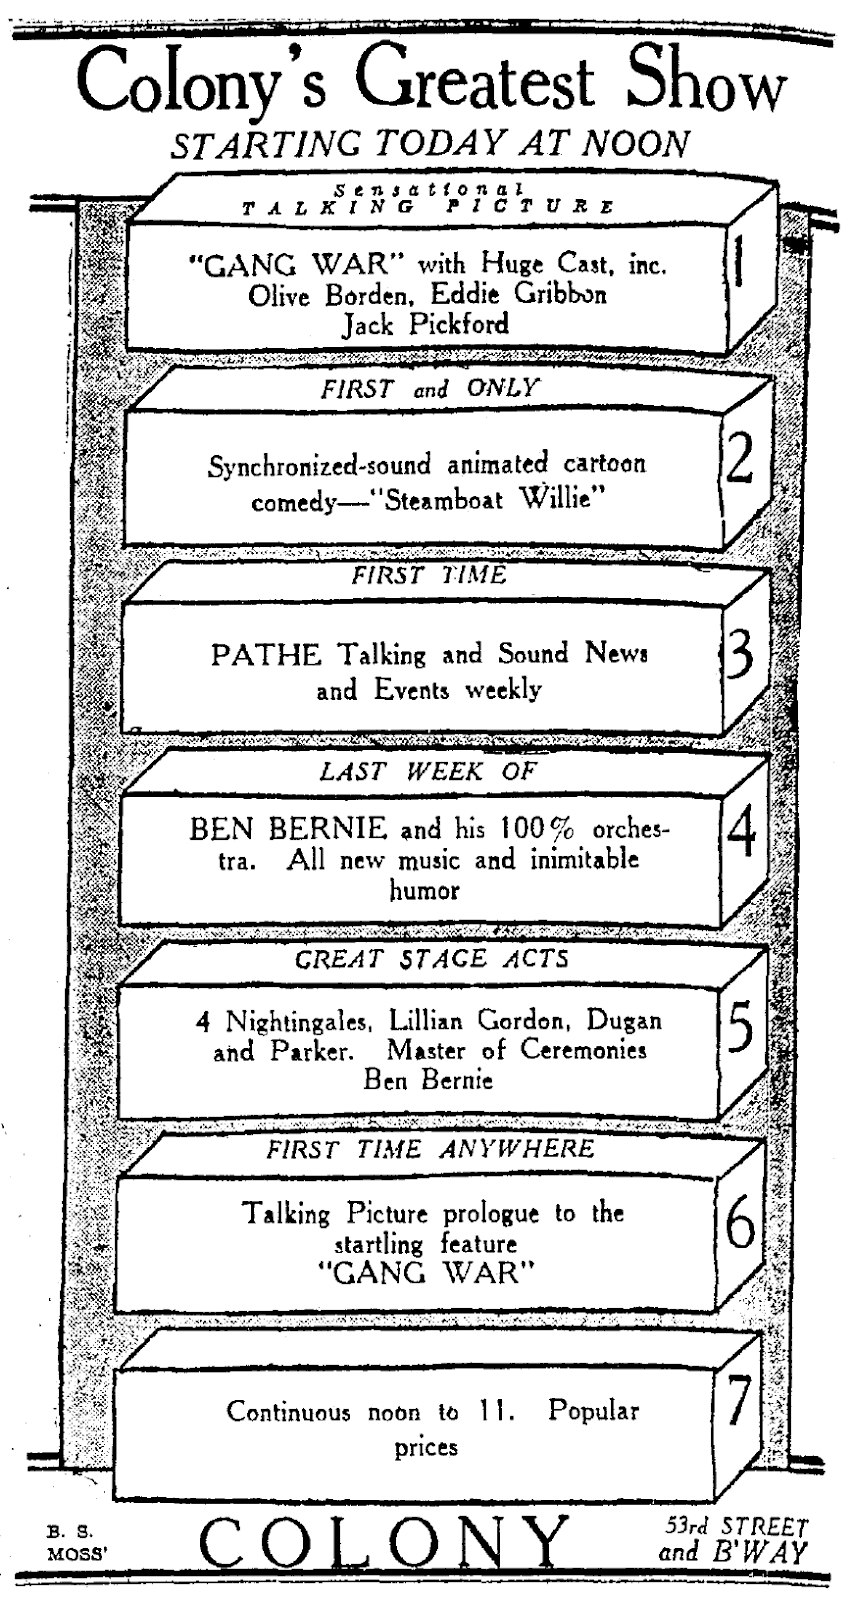 Colony's Greatest Show
STARTING TODAY AT NOON
Sensational
TALKING PICTURE
1
"GANG WAR" with Huge Cast, inc.
Olive Borden, Eddie Gribbon
Jack Pickford
FIRST and ONLY
2
Synchronized-sound animated cartoon
comedy—"Steamboat Willie"
FIRST TIME
3
PATHE Talking and Sound News
and Events weekly
LAST WEEK OF
4
BEN BERNIE and his 100% orches-
tra. All new music and inimitable
humor
GREAT STAGE ACTS
5
4 Nightingales, Lillian Gordon, Dugan
and Parker. Master of Ceremonies
Ben Bernie
FIRST TIME ANYWHERE
6
Talking Picture prologue to the
startling feature
"GANG WAR"
7
Continuous noon to 11. Popular
prices
B. S.
MOSS'
COLONY
53rd STREET
and B'WAY